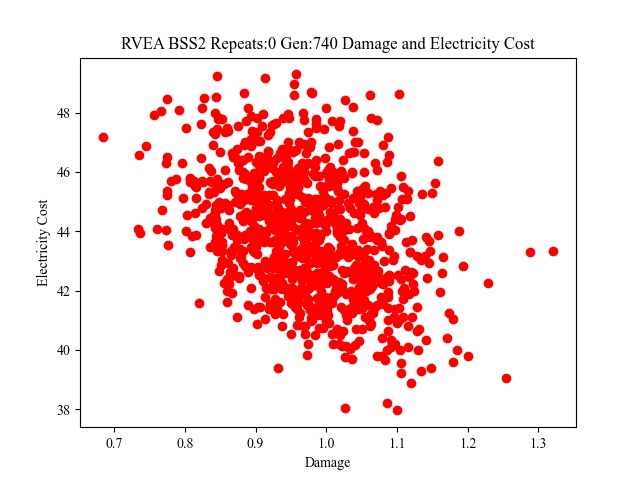 RVEA BSS2 Repeats:0 Gen:740 Damage and Electricity Cost
Electricity Cost
48
46
44
42
40
38
0.7 0.8 0.9 1.0 1.1 1.2 1.3
Damage